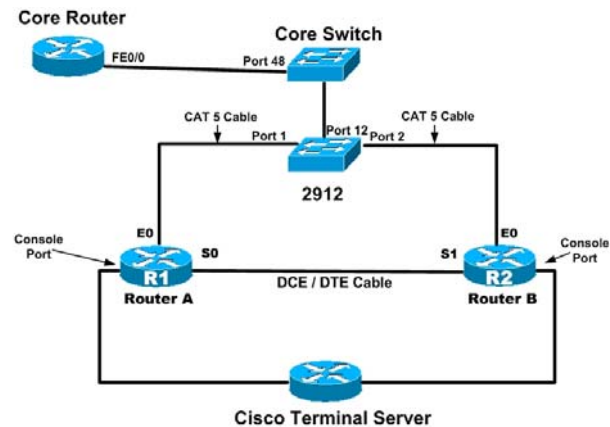 Core Router
Core Switch
FE0/0
Port 48
CAT 5 Cable
CAT 5 Cable
Port 1
Port 12
Port 2
2912
E0
E0
Console
Port
Console
Port
S0
S1
R1
R2
Router A
DCE / DTE Cable
Router B
Cisco Terminal Server